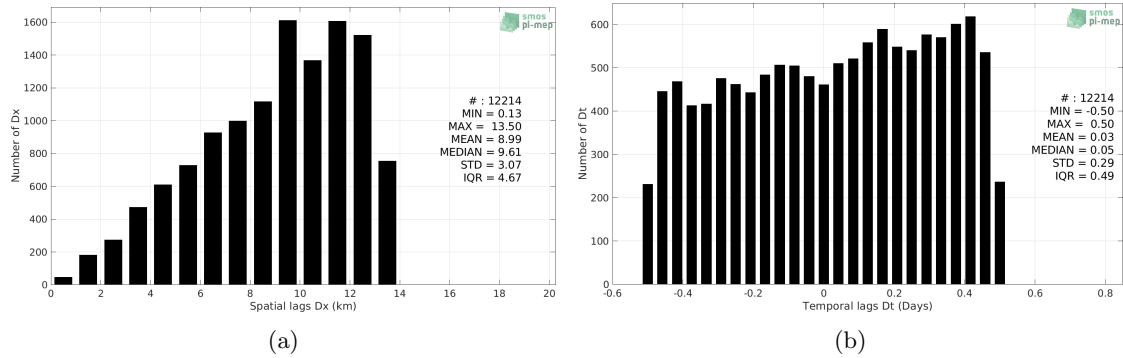 1600
1400
1200
1000
800
600
400
200
0
Number of Dx
smos
pi-mep
# : 12214
MIN = 0.13
MAX = 13.50
MEAN = 8.99
MEDIAN = 9.61
STD = 3.07
IQR = 4.67
0 2 4 6 8 10 12 14 16 18 20
Spatial lags Dx (km)
(a)
600
500
400
300
200
100
0
Number of Dt
smos
pi-mep
# : 12214
MIN = -0.50
MAX = 0.50
MEAN = 0.03
MEDIAN = 0.05
STD = 0.29
IQR = 0.49
-0.6 -0.4 -0.2 0 0.2 0.4 0.6 0.8
Temporal lags Dt (Days)
(b)